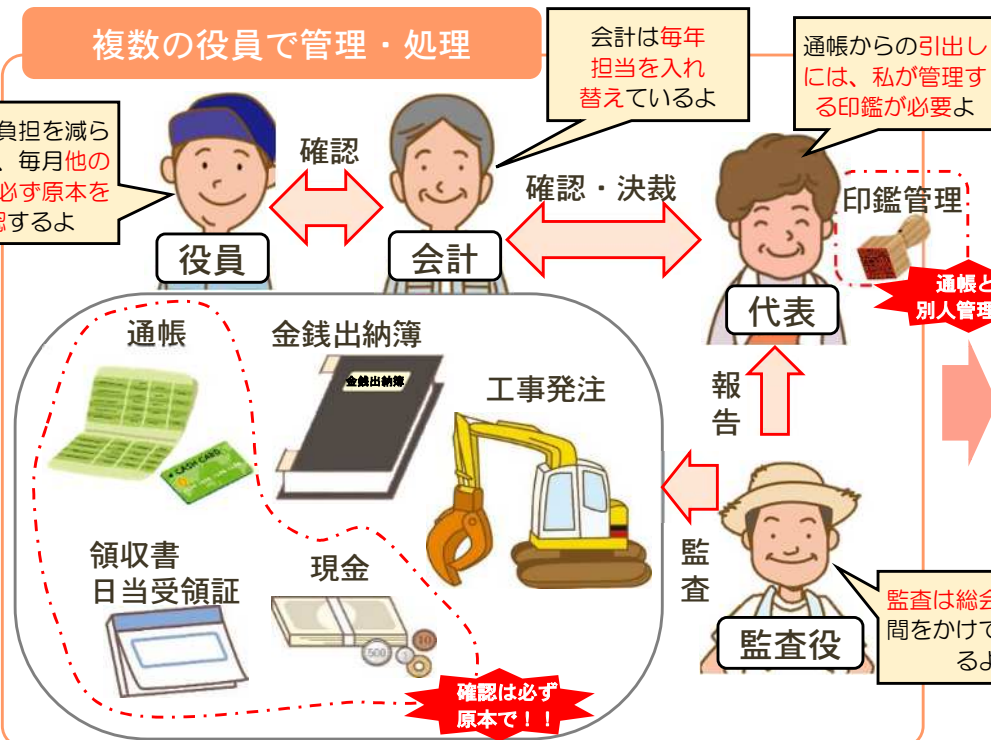 複数の役員で管理・処理
会計は毎年
担当を入れ
替えているよ
通帳からの引出し
には、私が管理す
る印鑑が必要よ
負担を減ら
、毎月他の
必ず原本を
するよ
確認
確認・決裁
印鑑管理
役員
会計
代表
通帳と
別人管理
通帳
金銭出納簿
金銭出納簿
工事発注
CASH CARD
報
告
領収書
日当受領証
現金
500
1
10
監
査
監査役
監査は総会
間をかけて
るよ
確認は必ず
原本で！！